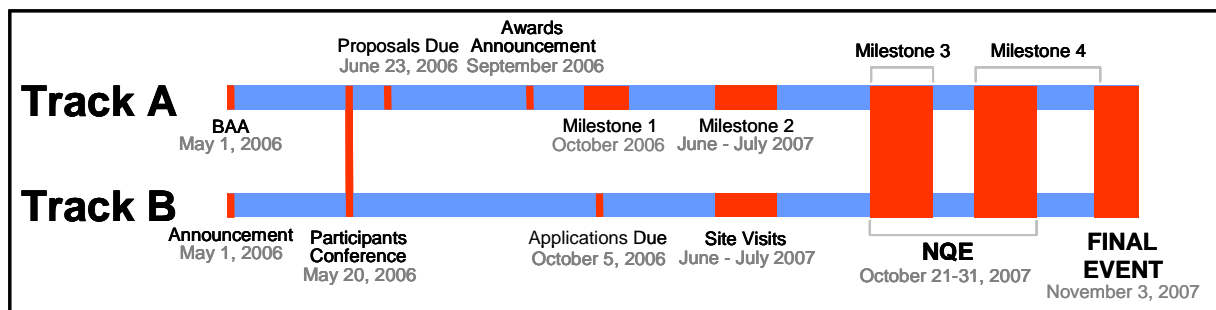 Track A
BAA
May 1, 2006
Proposals Due
June 23, 2006
Awards
Announcement
September 2006
Milestone 1
October 2006
Milestone 2
June - July 2007
Milestone 3
Milestone 4
Track B
Announcement
May 1, 2006
Participants
Conference
May 20, 2006
Applications Due
October 5, 2006
Site Visits
June - July 2007
NQE
October 21-31, 2007
FINAL
EVENT
November 3, 2007